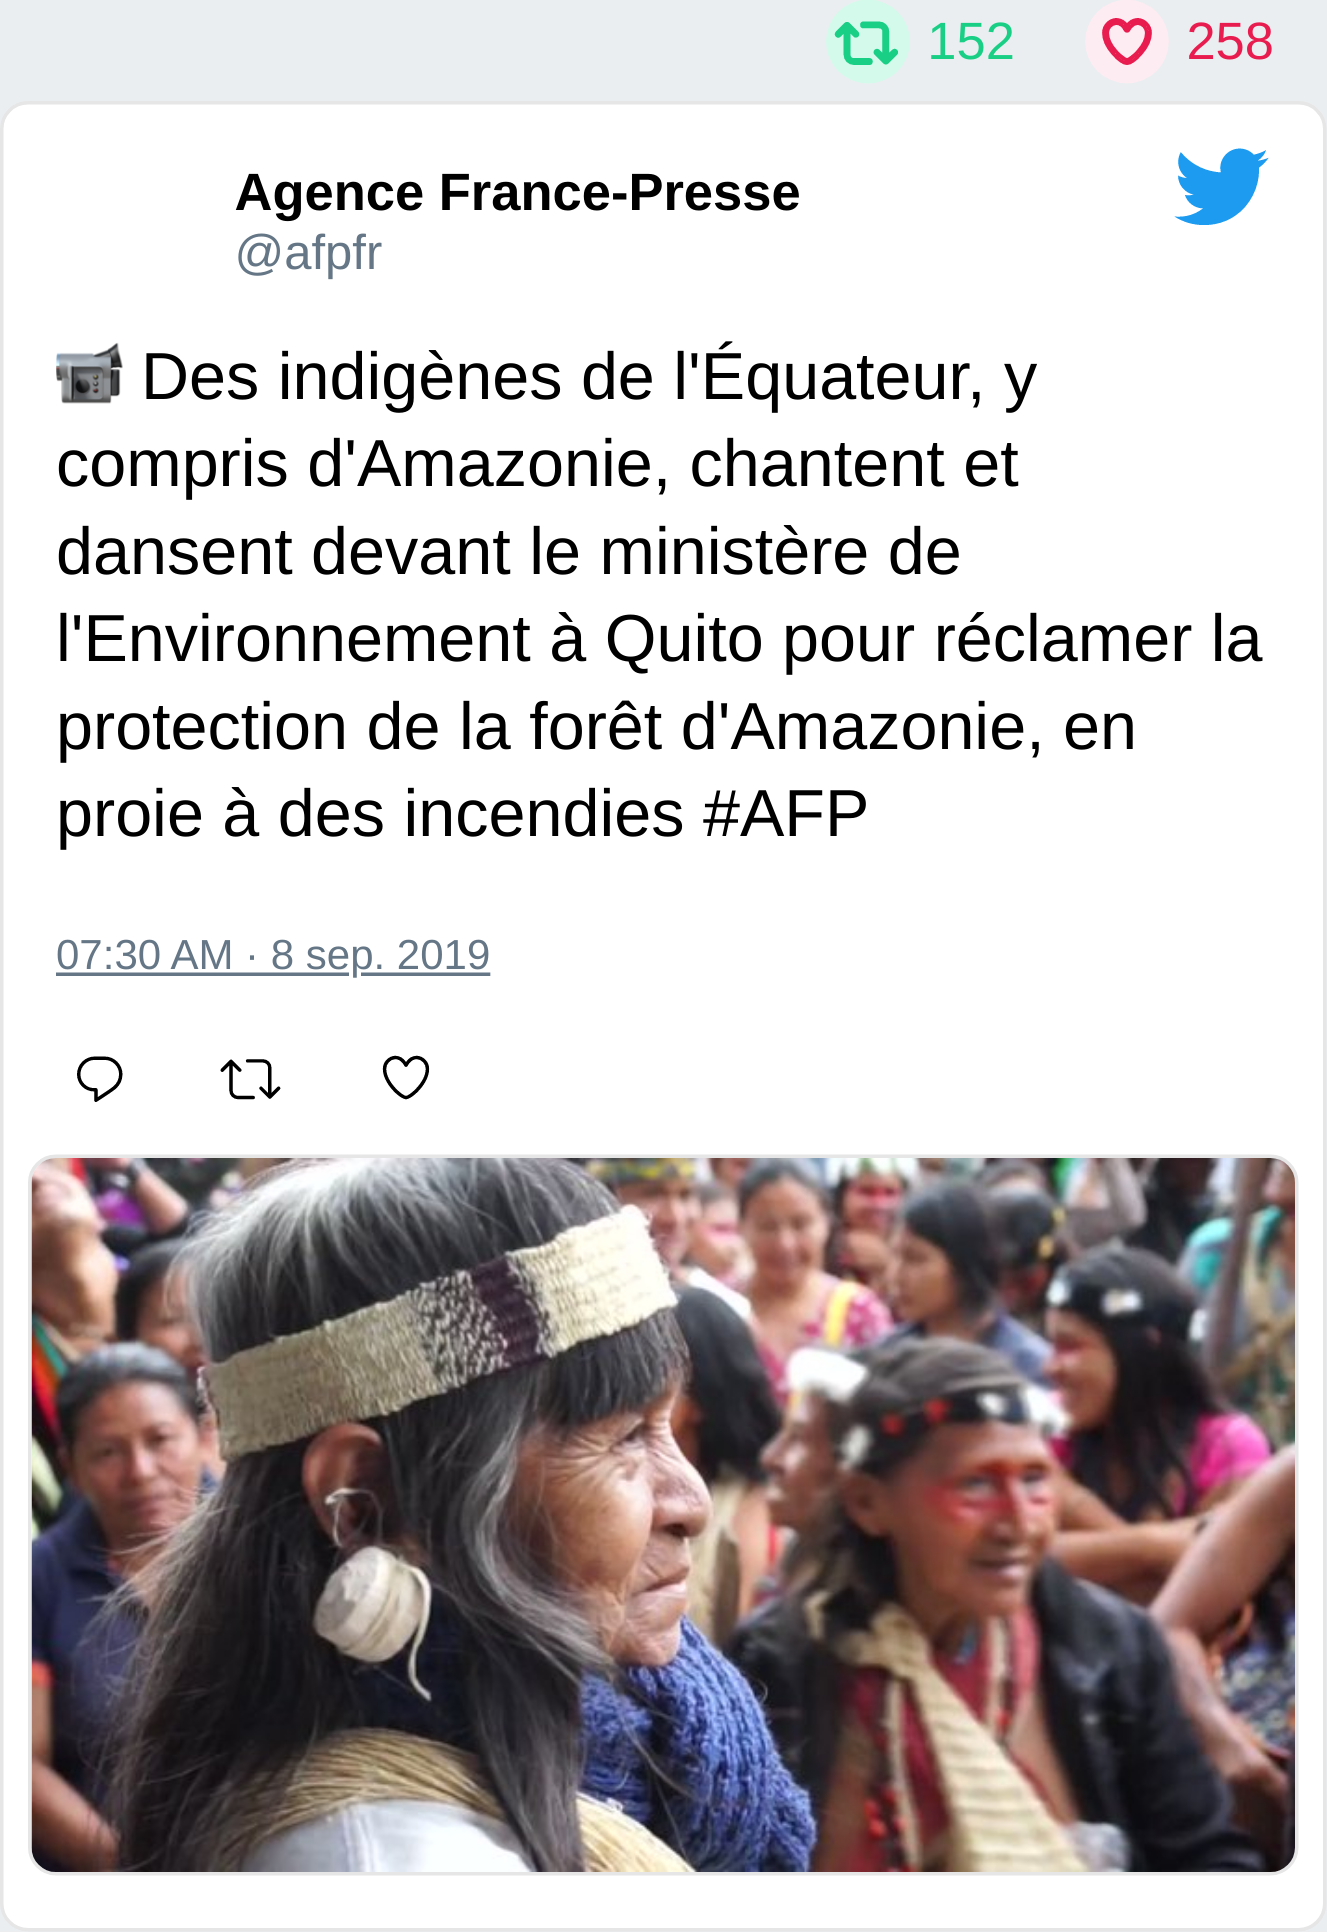 152 258
Agence France-Presse
@afpfr
📹 Des indigènes de l'Équateur, y
compris d'Amazonie, chantent et
dansent devant le ministère de
l'Environnement à Quito pour réclamer la
protection de la forêt d'Amazonie, en
proie à des incendies #AFP
07:30 AM · 8 sep. 2019